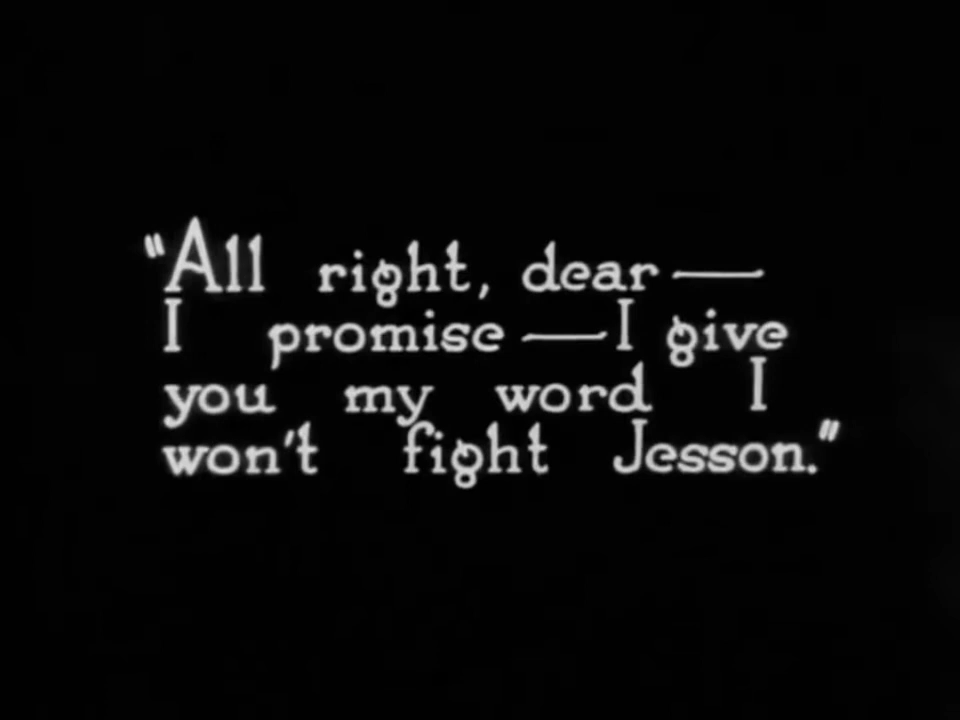 "All right, dear—
I promise—I give
you my word I
won't fight Jesson."